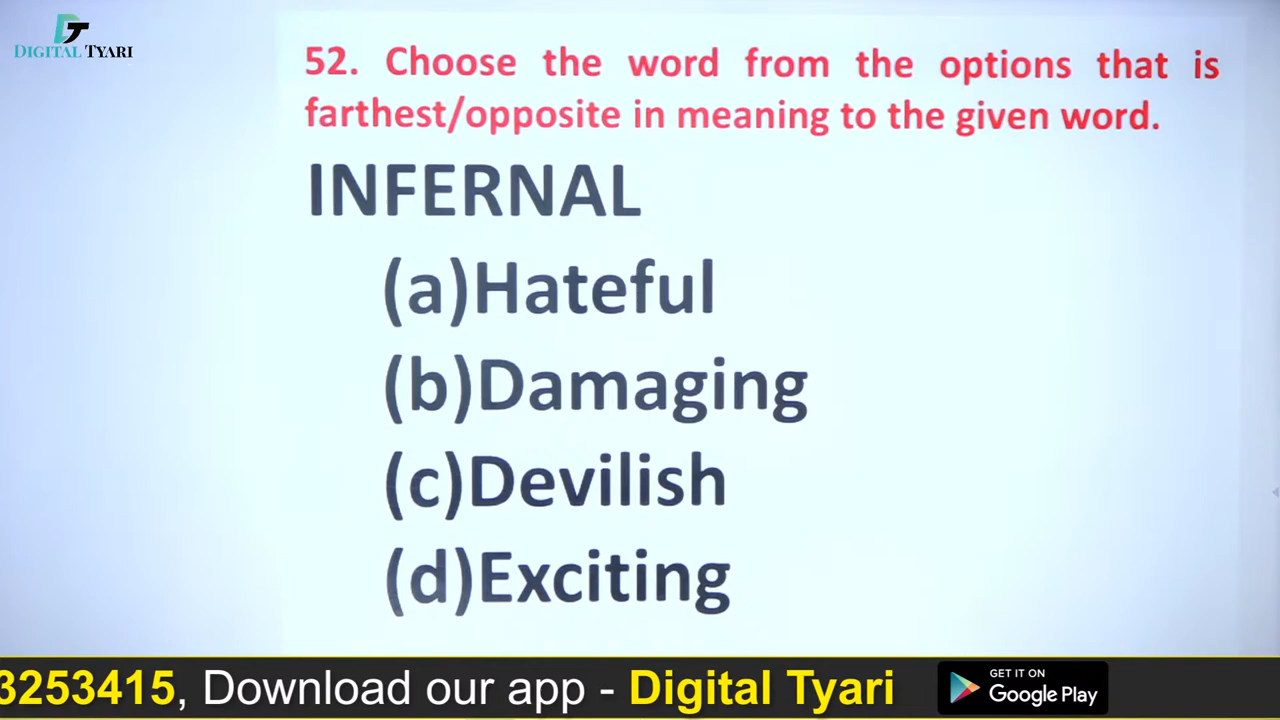 DT
DIGITAL TYARI
52. Choose the word from the options that is
farthest/opposite in meaning to the given word.
INFERNAL
(a)Hateful
(b)Damaging
(c)Devilish
(d)Exciting
3253415, Download our app - Digital Tyari
GET IT ON
Google Play